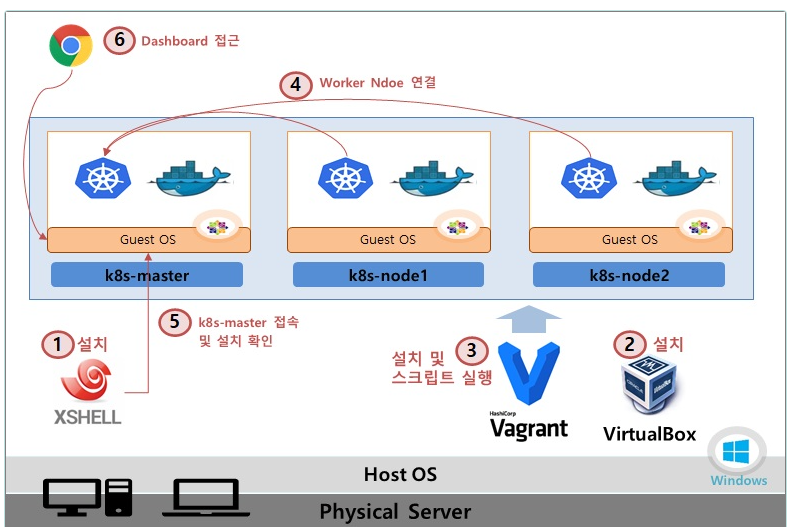 6 Dashboard 접근
4 Worker Ndoe 연결
Guest OS
Guest OS
Guest OS
k8s-master
k8s-node1
k8s-node2
5 k8s-master 접속
및 설치 확인
1 설치
XSHELL
3 설치 및
스크립트 실행
HashiCorp
Vagrant
2 설치
ORACLE
VirtualBox
VirtualBox
Host OS
Windows
Physical Server